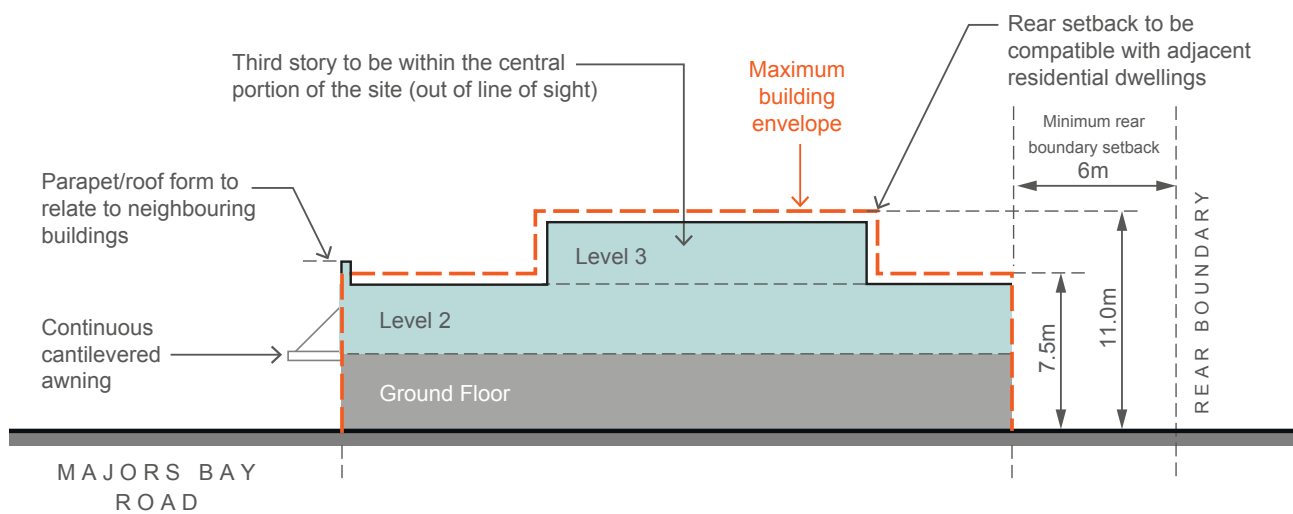 Third story to be within the central
portion of the site (out of line of sight)
Maximum
building
envelope
Rear setback to be
compatible with adjacent
residential dwellings
Minimum rear
boundary setback
6m
Parapet/roof form to
relate to neighbouring
buildings
Level 3
Level 2
Continuous
cantilevered
awning
Ground Floor
7.5m
11.0m
REAR BOUNDARY
MAJORS BAY
ROAD